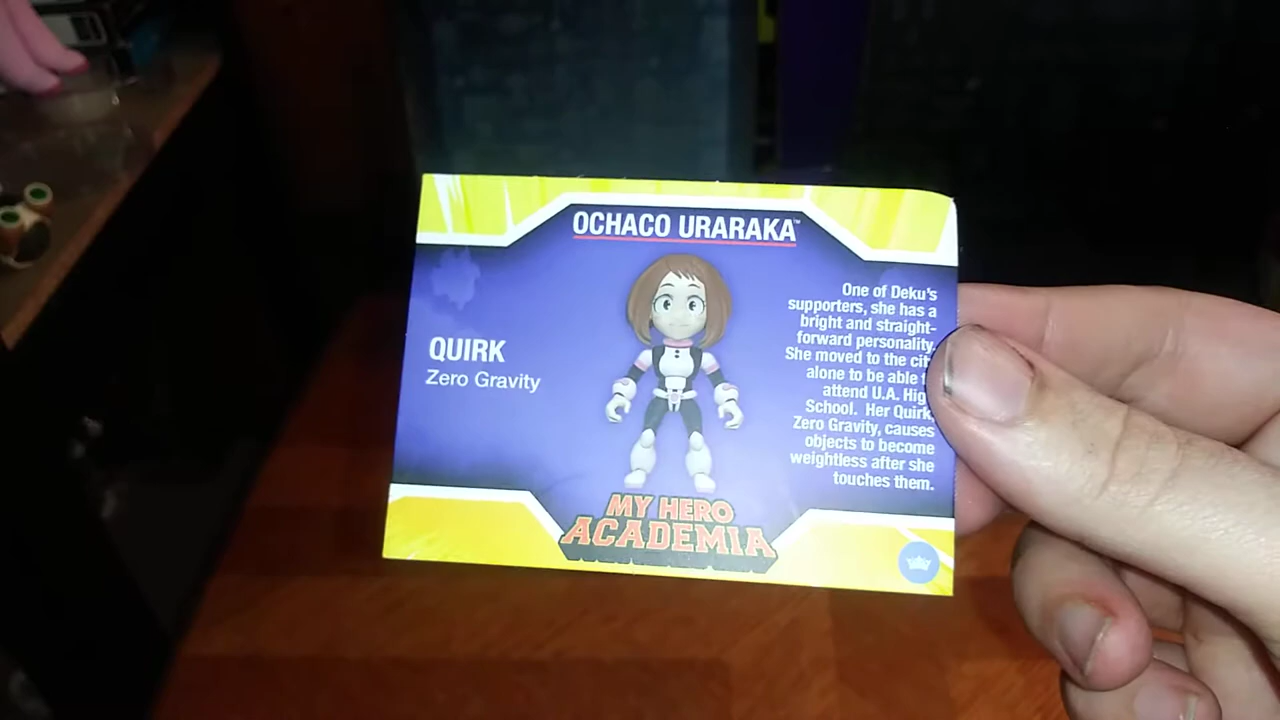 OCHACO URARAKA™
QUIRK
Zero Gravity
One of Deku's
supporters, she has a
bright and straight-
forward personality.
She moved to the
alone to be able
attend U.A.
School. Her Quirk,
Zero Gravity, causes
objects to become
weightless after she
touches them.
MY HERO
ACADEMIA